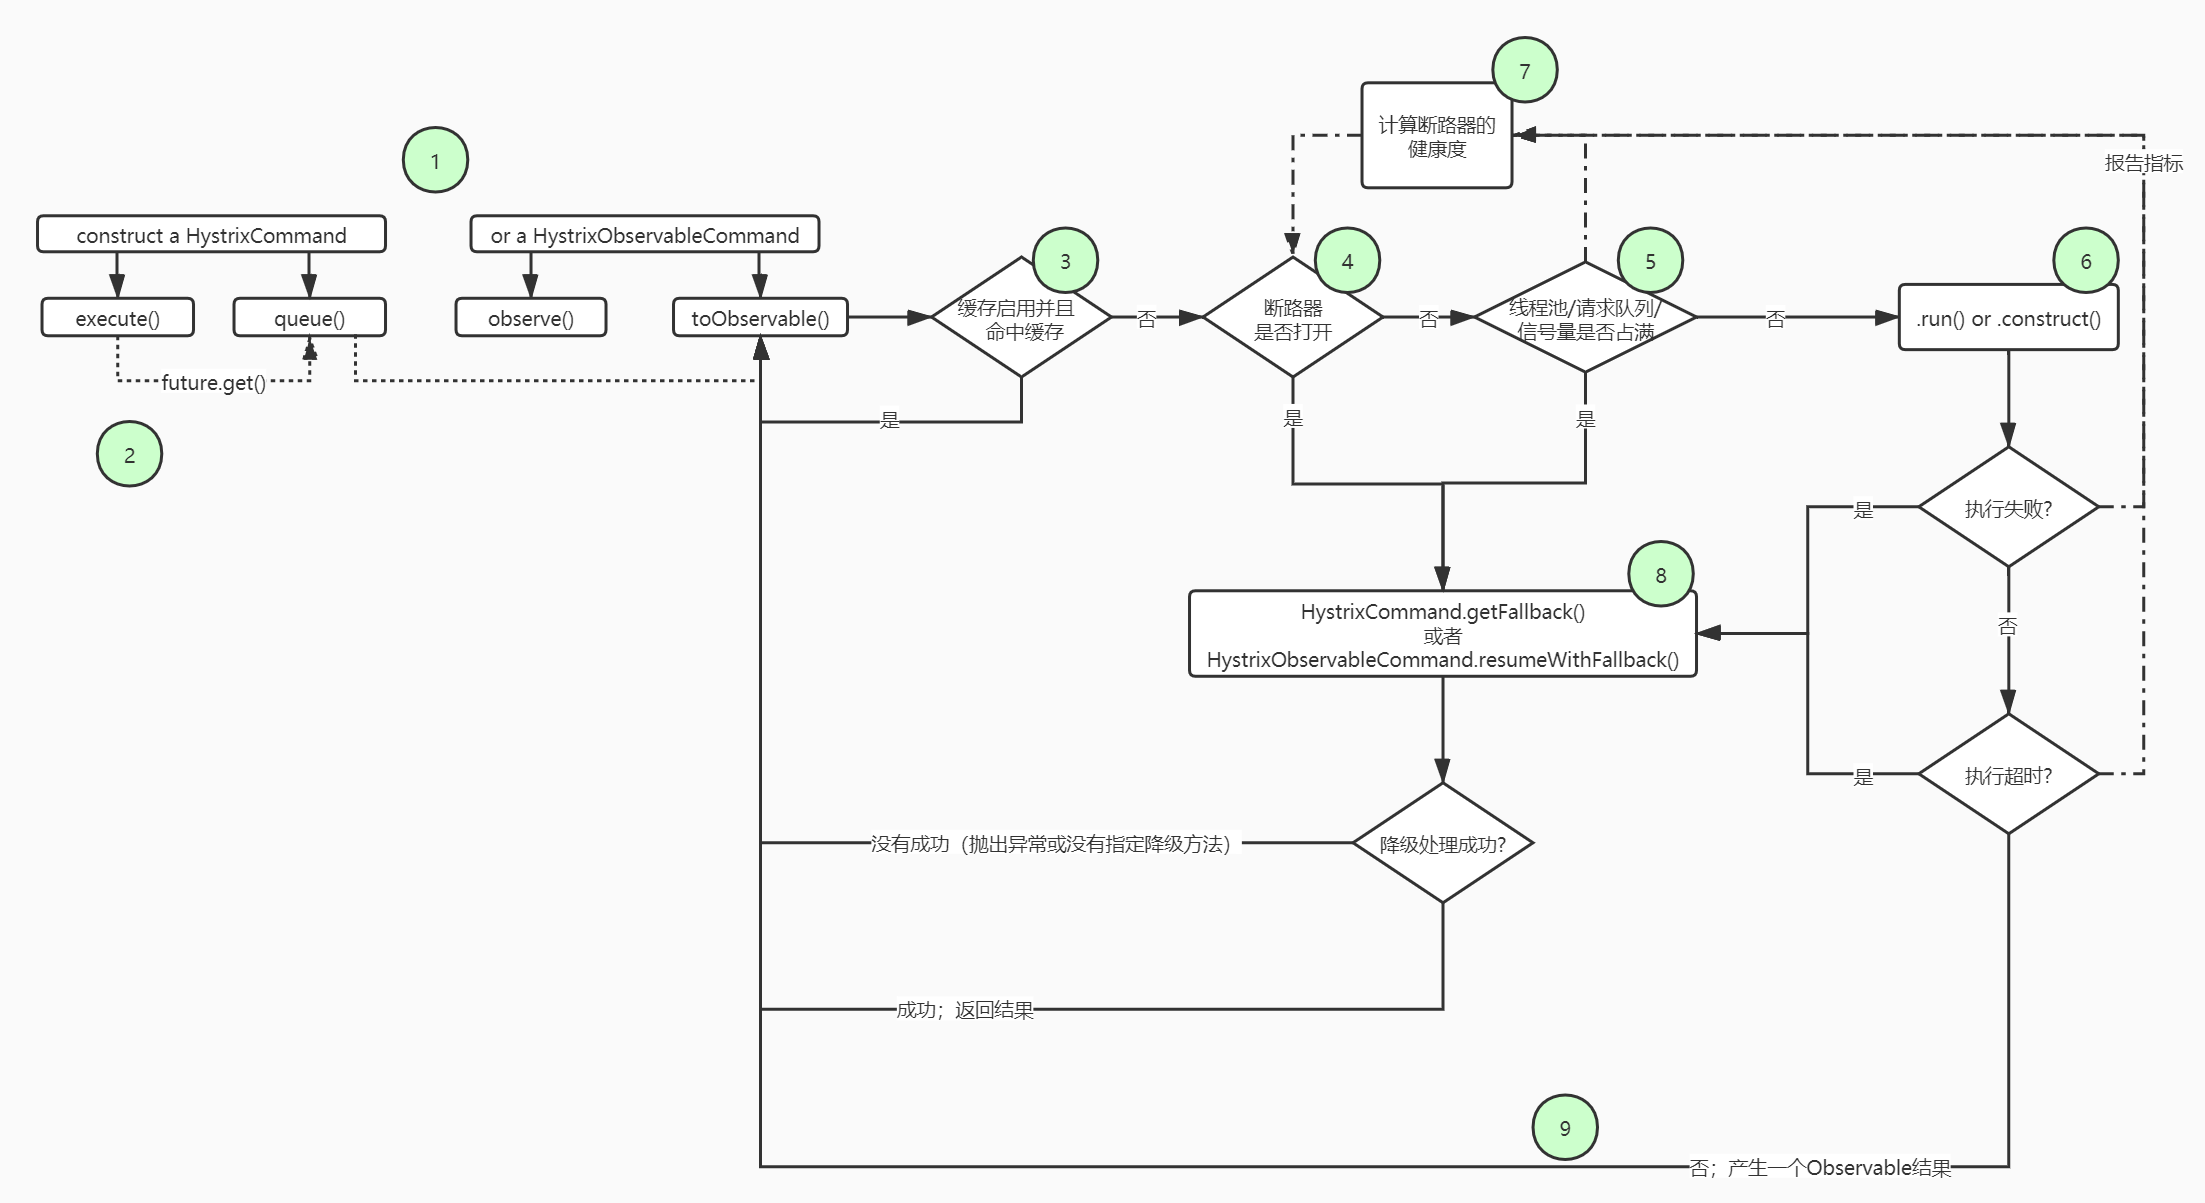 7
计算断路器的
健康度
报告指标
1
construct a HystrixCommand
or a HystrixObservableCommand
3
4
5
6
execute()
queue()
observe()
toObservable()
缓存启用并且
命中缓存
否
断路器
是否打开
否
线程池/请求队列/
信号量是否占满
否
.run() or .construct()
future.get()
是
是
是
2
执行失败?
是
否
8
HystrixCommand.getFallback()
或者
HystrixObservableCommand.resumeWithFallback()
执行超时?
是
降级处理成功?
没有成功（抛出异常或没有指定降级方法）
成功；返回结果
9
否；产生一个Observable结果